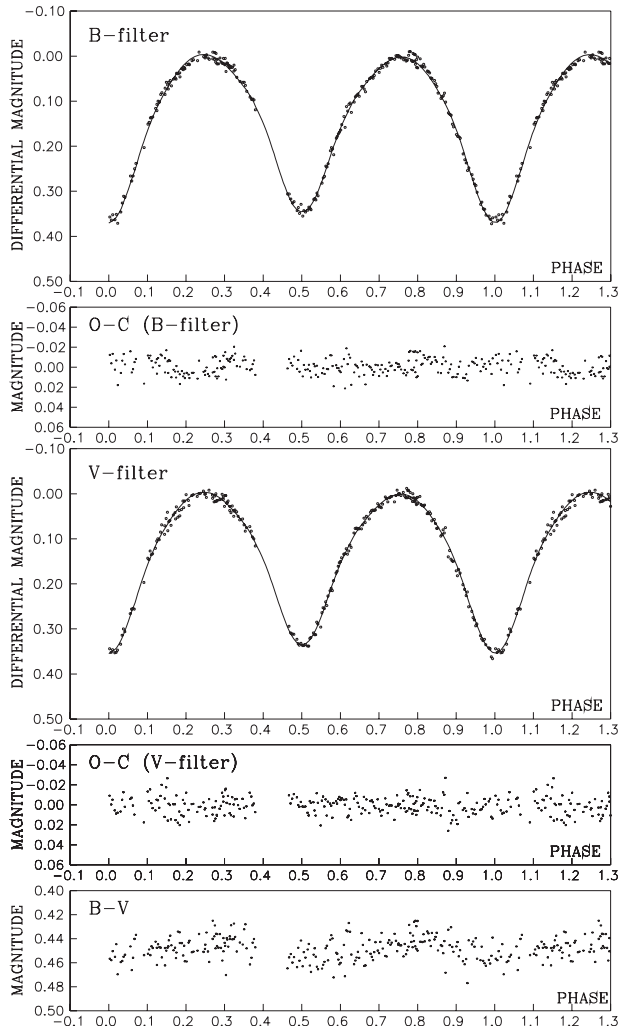 -0.10
B-filter
0.00
0.10
0.20
0.30
0.40
0.50
DIFFERENTIAL MAGNITUDE
PHASE
-0.1 0.0 0.1 0.2 0.3 0.4 0.5 0.6 0.7 0.8 0.9 1.0 1.1 1.2 1.3
-0.06
O-C (B-filter)
-0.04
-0.02
0.00
0.02
0.04
0.06
MAGNITUDE
PHASE
-0.1 0.0 0.1 0.2 0.3 0.4 0.5 0.6 0.7 0.8 0.9 1.0 1.1 1.2 1.3
-0.10
V-filter
0.00
0.10
0.20
0.30
0.40
0.50
DIFFERENTIAL MAGNITUDE
PHASE
-0.1 0.0 0.1 0.2 0.3 0.4 0.5 0.6 0.7 0.8 0.9 1.0 1.1 1.2 1.3
-0.06
O-C (V-filter)
-0.04
-0.02
0.00
0.02
0.04
0.06
MAGNITUDE
PHASE
-0.1 0.0 0.1 0.2 0.3 0.4 0.5 0.6 0.7 0.8 0.9 1.0 1.1 1.2 1.3
0.40
B-V
0.42
0.44
0.46
0.48
0.50
MAGNITUDE
PHASE
-0.1 0.0 0.1 0.2 0.3 0.4 0.5 0.6 0.7 0.8 0.9 1.0 1.1 1.2 1.3